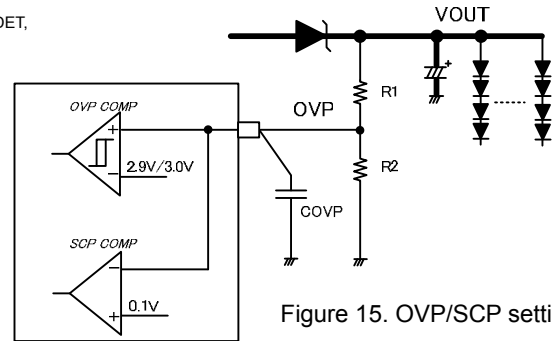 DET,
VOUT
OVP COMP
+
OVP
R1
+
2.9V/3.0V
R2
COVP
SCP COMP
0.1V
+
Figure 15. OVP/SCP setti